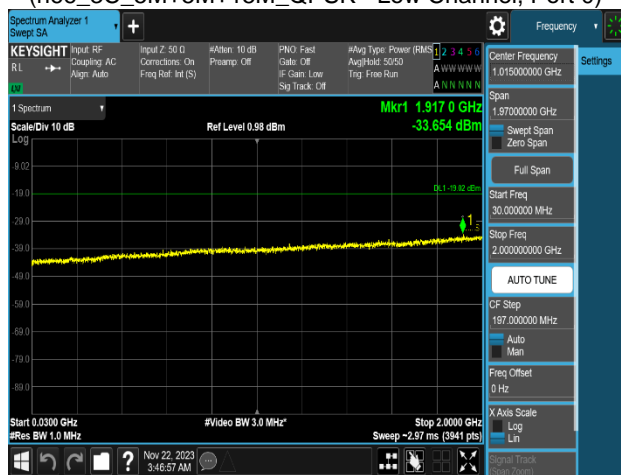 Spectrum Analyzer 1
Swept SA
+
Frequency
KEYSIGHT
Input: RF
Input Z: 50 Ω
#Atten: 10 dB
PNO: Fast
#Avg Type: Power (RMS
1 2 3 4 5 6
RL
Coupling: AC
Corrections: On
Preamp: Off
Gate: Off
Avg|Hold: 50/50
A W W W W W
Align: Auto
Freq Ref: Int (S)
IF Gain: Low
Trig: Free Run
Sig Track: Off
A N N N N N
Center Frequency
1.015000000 GHz
Settings
1 Spectrum
Mkr1 1.917 0 GHz
Scale/Div 10 dB
Ref Level 0.98 dBm
-33.654 dBm
Log
Span
1.97000000 GHz
Swept Span
Zero Span
Full Span
-9.02
-19.0
DL1 -19.02 dBm
-29.0
1
-39.0
-49.0
-59.0
-69.0
-79.0
-89.0
Start Freq
30.000000 MHz
Stop Freq
2.000000000 GHz
AUTO TUNE
CF Step
197.000000 MHz
Auto
Man
Freq Offset
0 Hz
X Axis Scale
Log
Lin
Signal Track
(Span Zoom)
Start 0.0300 GHz
#Video BW 3.0 MHz*
Stop 2.0000 GHz
#Res BW 1.0 MHz
Sweep ~2.97 ms (3941 pts)
?
Nov 22, 2023
3:46:57 AM